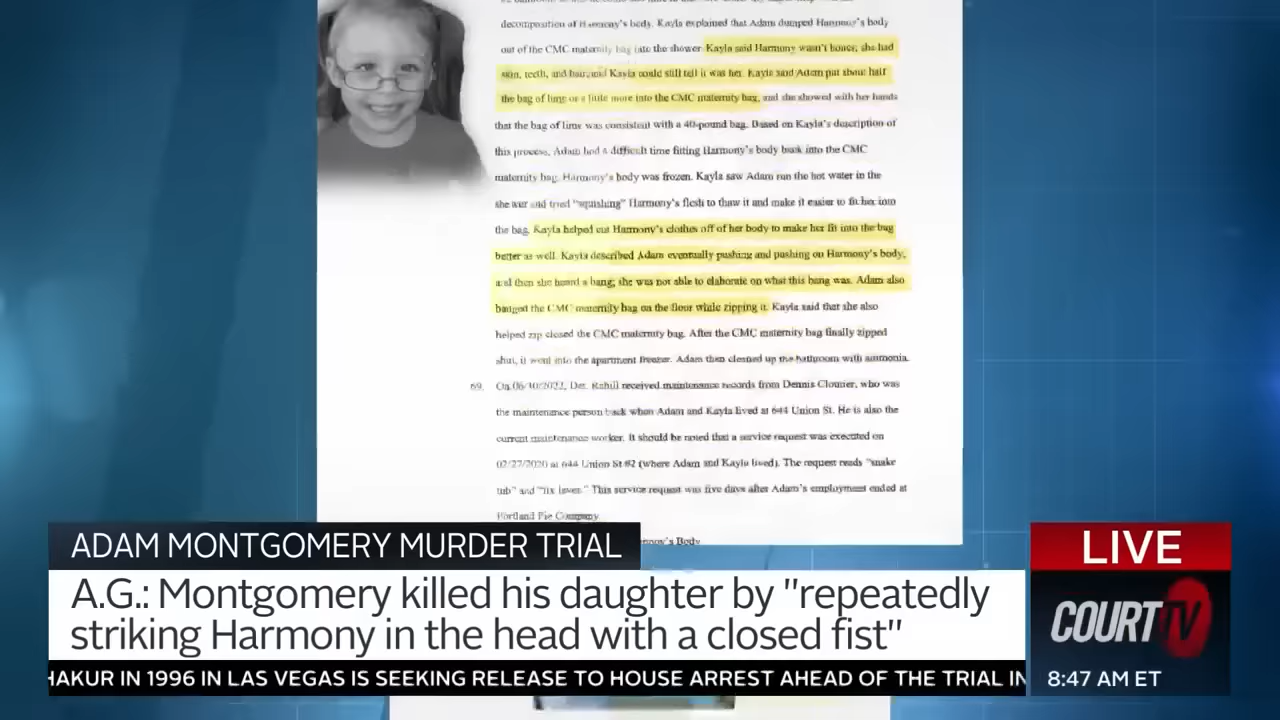 decomposition of Harmony's body. Kayla explained that Adam dumped Harmony's body
out of the CMC maternity bag into the shower. Kayla said Harmony wasn't bones; she had
skin, teeth, and hair, and Kayla could still tell it was her. Kayla said Adam put about half
the bag of lime or a little more into the CMC maternity bag, and she showed with her hands
that the bag of lime was consistent with a 40-pound bag. Based on Kayla's description of
this process, Adam had a difficult time fitting Harmony's body back into the CMC
maternity bag. Harmony's body was frozen. Kayla saw Adam run the hot water in the
shower and tried "squishing" Harmony's flesh to thaw it and make it easier to fit her into
the bag. Kayla helped cut Harmony's clothes off of her body to make her fit into the bag
better as well. Kayla described Adam eventually pushing and pushing on Harmony's body,
and then she heard a bang; she was not able to elaborate on what this bang was. Adam also
banged the CMC maternity bag on the floor while zipping it. Kayla said that she also
helped zip closed the CMC maternity bag. After the CMC maternity bag finally zipped
shut, it went into the apartment freezer. Adam then cleaned up the bathroom with ammonia.
69. On 06/10/2022, Det. Rahill received maintenance records from Dennis Cloutier, who was
the maintenance person back when Adam and Kayla lived at 644 Union St. He is also the
current maintenance worker. It should be noted that a service request was executed on
02/27/2020 at 644 Union St #2 (where Adam and Kayla lived). The request reads "snake
tub" and "fix lever." This service request was five days after Adam's employment ended at
Portland Pie Company
Body
ADAM MONTGOMERY MURDER TRIAL
A.G.: Montgomery killed his daughter by "repeatedly
striking Harmony in the head with a closed fist"
HAKUR IN 1996 IN LAS VEGAS IS SEEKING RELEASE TO HOUSE ARREST AHEAD OF THE TRIAL IN
LIVE
COURT TV
8:47 AM ET